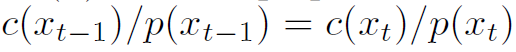 c(x_{t−1})/p(x_{t−1}) = c(x_t)/p(x_t)